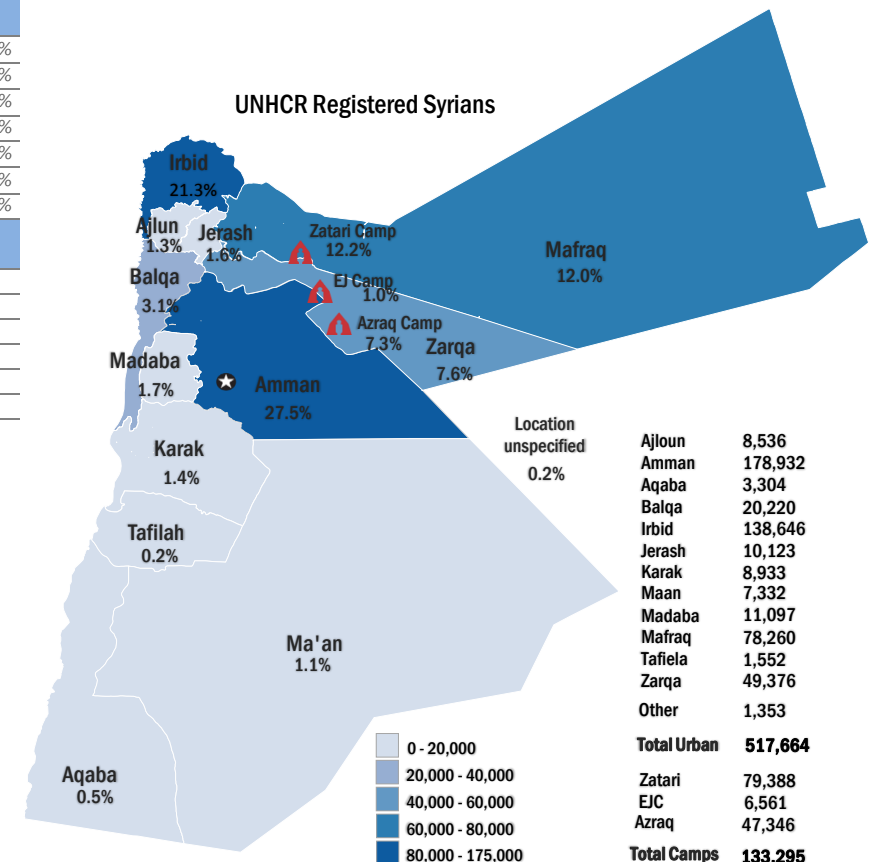 %
%
%
%
%
%
%
UNHCR Registered Syrians
Irbid
21.3%
Ajlun
1.3%
Jerash
1.6%
Zatari Camp
12.2%
Mafraq
12.0%
Balqa
3.1%
EJ Camp
1.0%
Azraq Camp
7.3%
Zarqa
7.6%
Madaba
1.7%
Amman
27.5%
Location
unspecified
0.2%
Karak
1.4%
Tafilah
0.2%
Ma'an
1.1%
Aqaba
0.5%
0 - 20,000
20,000 - 40,000
40,000 - 60,000
60,000 - 80,000
80,000 - 175,000
Ajloun 8,536
Amman 178,932
Aqaba 3,304
Balqa 20,220
Irbid 138,646
Jerash 10,123
Karak 8,933
Maan 7,332
Madaba 11,097
Mafraq 78,260
Tafiela 1,552
Zarqa 49,376
Other 1,353
Total Urban 517,664
Zatari 79,388
EJC 6,561
Azraq 47,346
Total Camps 133,295